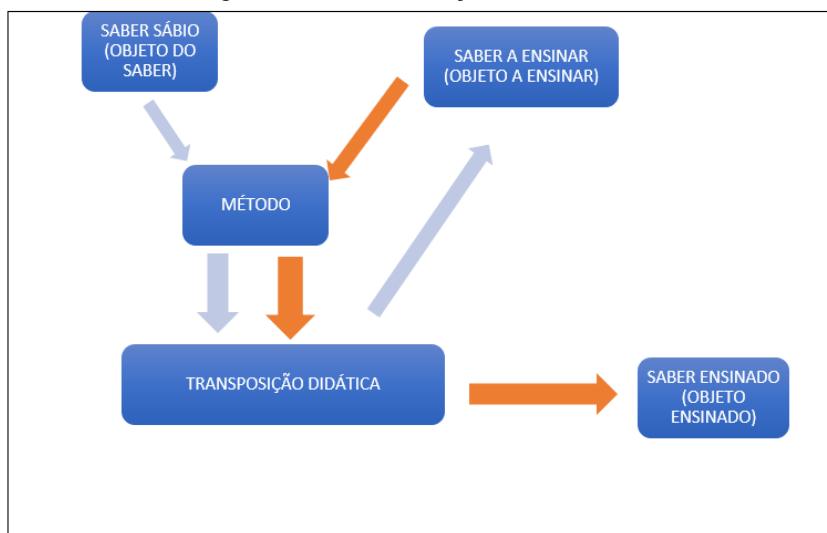 SABER SÁBIO
(OBJETO DO
SABER)
SABER A ENSINAR
(OBJETO A ENSINAR)
MÉTODO
TRANSPOSIÇÃO DIDÁTICA
SABER ENSINADO
(OBJETO
ENSINADO)